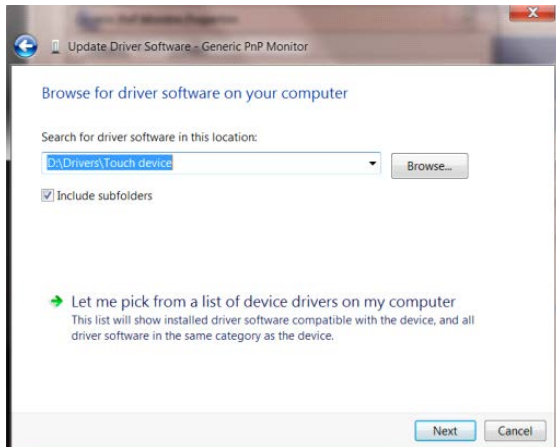 Update Driver Software - Generic PnP Monitor
Browse for driver software on your computer
Search for driver software in this location:
D:\Drivers\Touch device
Browse...
Include subfolders
Let me pick from a list of device drivers on my computer
This list will show installed driver software compatible with the device, and all
driver software in the same category as the device.
Next
Cancel